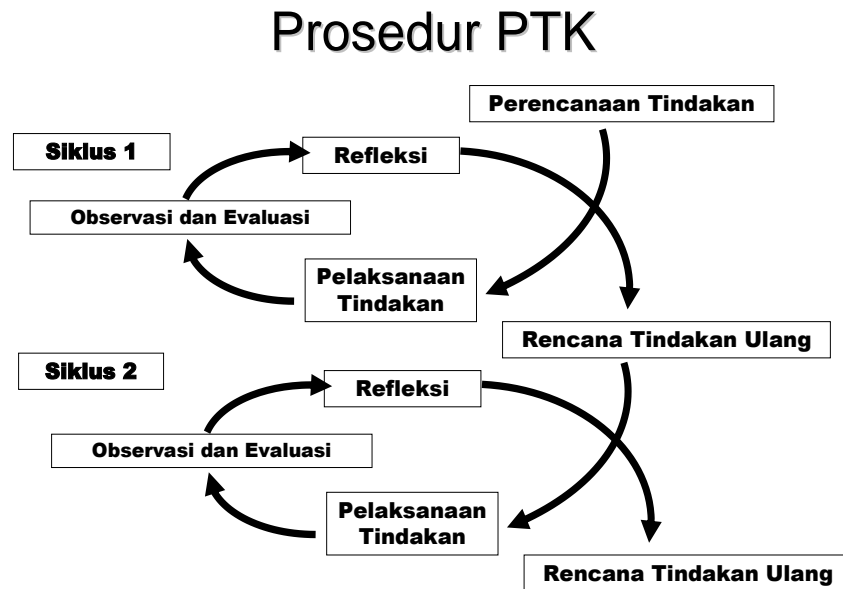 Prosedur PTK
Perencanaan Tindakan
Siklus 1
Refleksi
Observasi dan Evaluasi
Pelaksanaan
Tindakan
Rencana Tindakan Ulang
Siklus 2
Refleksi
Observasi dan Evaluasi
Pelaksanaan
Tindakan
Rencana Tindakan Ulang